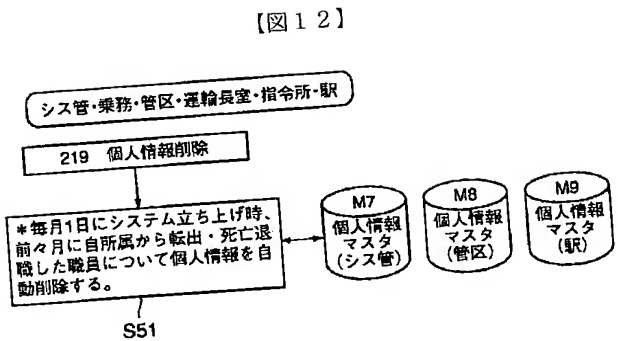 【図１２】
シス管・乗務・管区・運輸長室・指令所・駅
219 個人情報削除
＊毎月1日にシステム立ち上げ時、
前々月に自所属から転出・死亡退
職した職員について個人情報を自
動削除する。
S51
M7
個人情報
マスタ
(シス管)
M8
個人情報
マスタ
(管区)
M9
個人情報
マスタ
(駅)